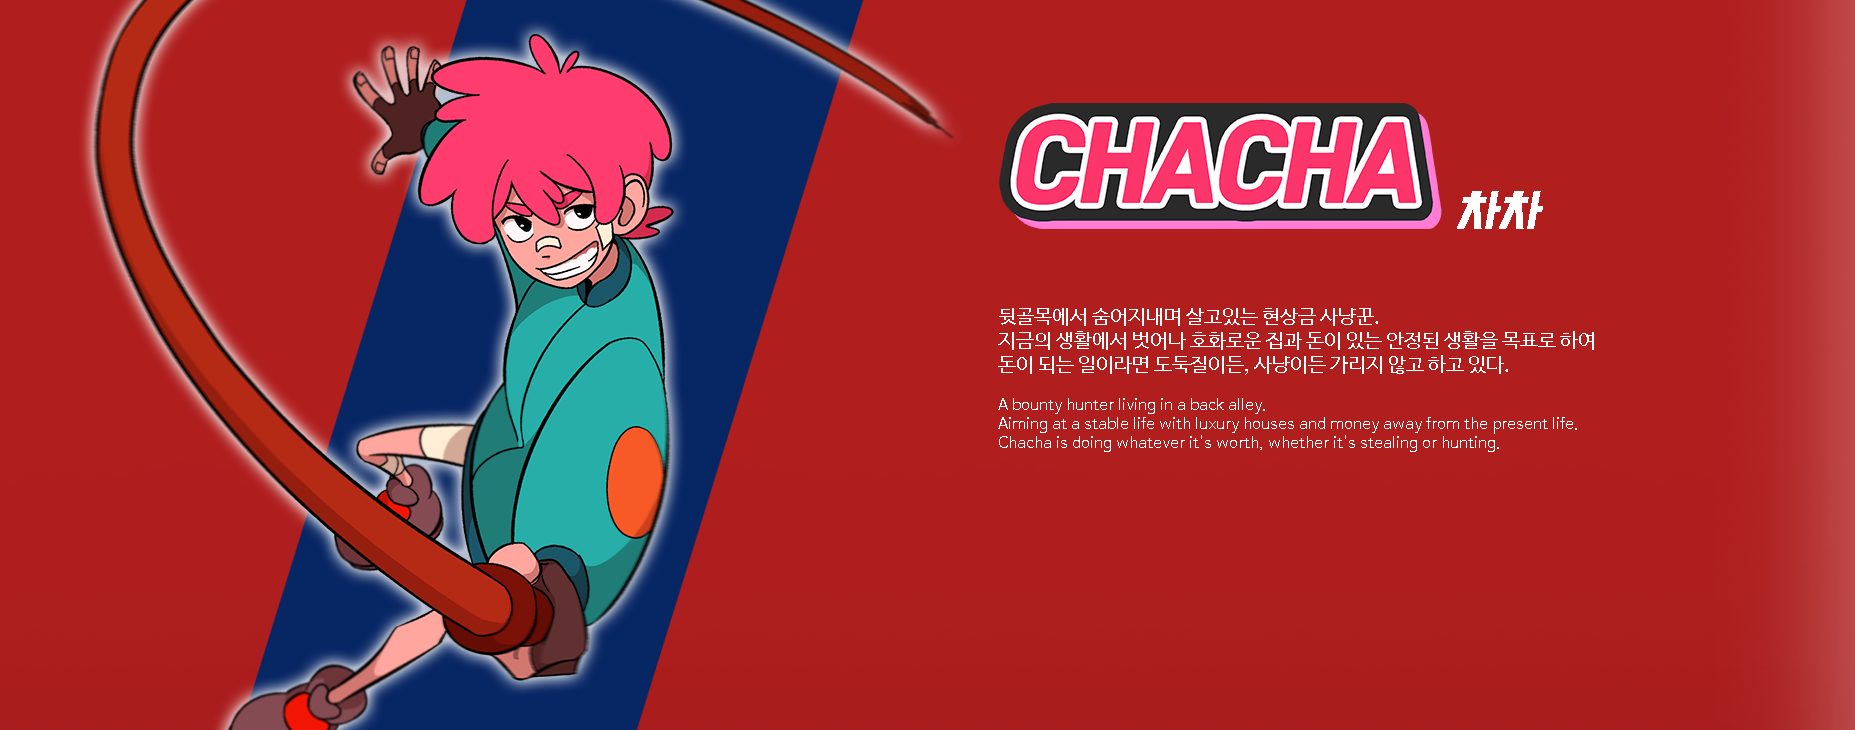 CHACHA
차차
뒷골목에서 숨어지내며 살고있는 현상금 사냥꾼.
지금의 생활에서 벗어나 호화로운 집과 돈이 있는 안정된 생활을 목표로 하여
돈이 되는 일이라면 도둑질이든, 사냥이든 가리지 않고 하고 있다.
A bounty hunter living in a back alley.
Aiming at a stable life with luxury houses and money away from the present life.
Chacha is doing whatever it's worth, whether it's stealing or hunting.